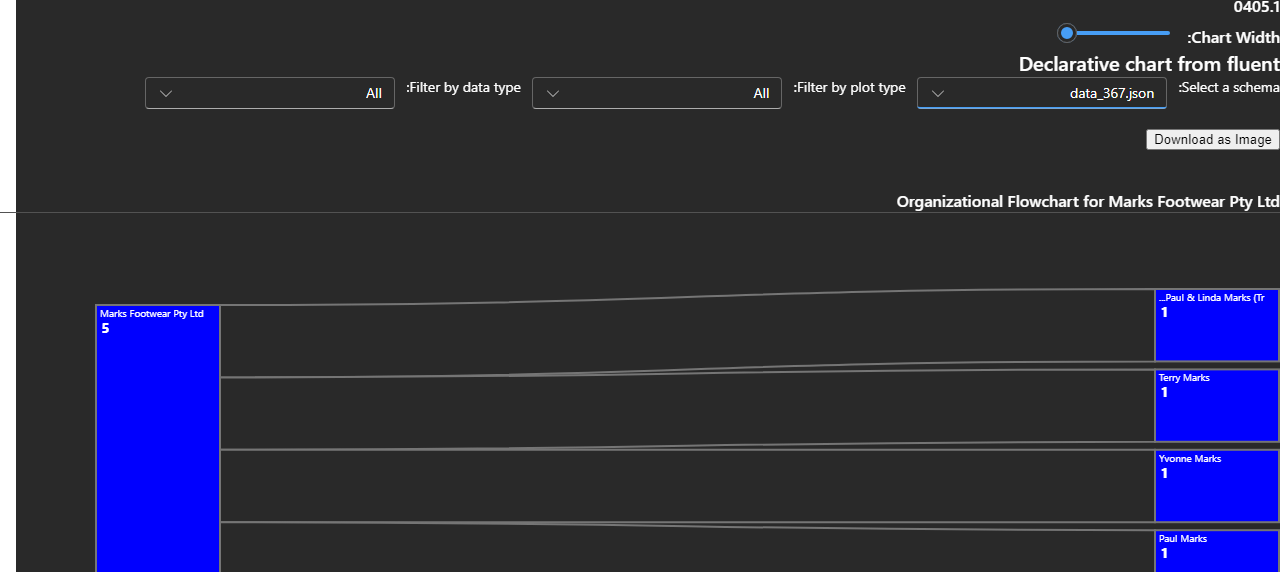 0405.1
:Chart Width
Declarative chart from fluent
:Select a schema
data_367.json
:Filter by plot type
All
:Filter by data type
All
Download as Image
Organizational Flowchart for Marks Footwear Pty Ltd
Marks Footwear Pty Ltd
5
...Paul & Linda Marks (Tr
1
Terry Marks
1
Yvonne Marks
1
Paul Marks
1